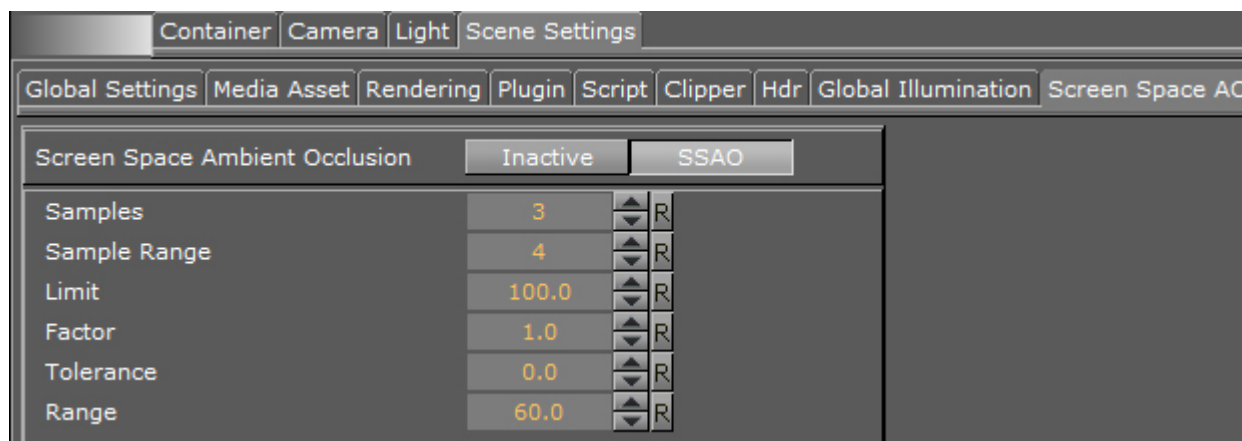 Container Camera Light Scene Settings
Global Settings Media Asset Rendering Plugin Script Clipper Hdr Global Illumination Screen Space AO
Screen Space Ambient Occlusion Inactive SSAO
Samples 3 R
Sample Range 4 R
Limit 100.0 R
Factor 1.0 R
Tolerance 0.0 R
Range 60.0 R